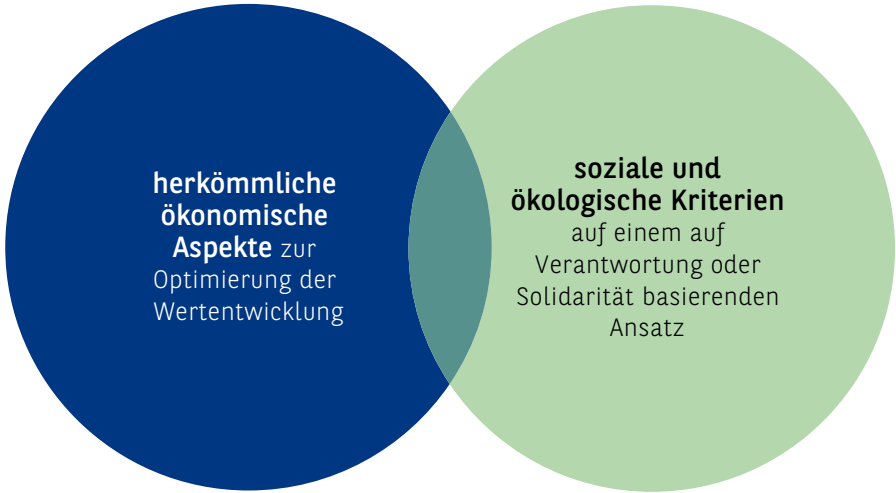 herkömmliche
ökonomische
Aspekte zur
Optimierung der
Wertentwicklung
soziale und
ökologische Kriterien
auf einem auf
Verantwortung oder
Solidarität basierenden
Ansatz